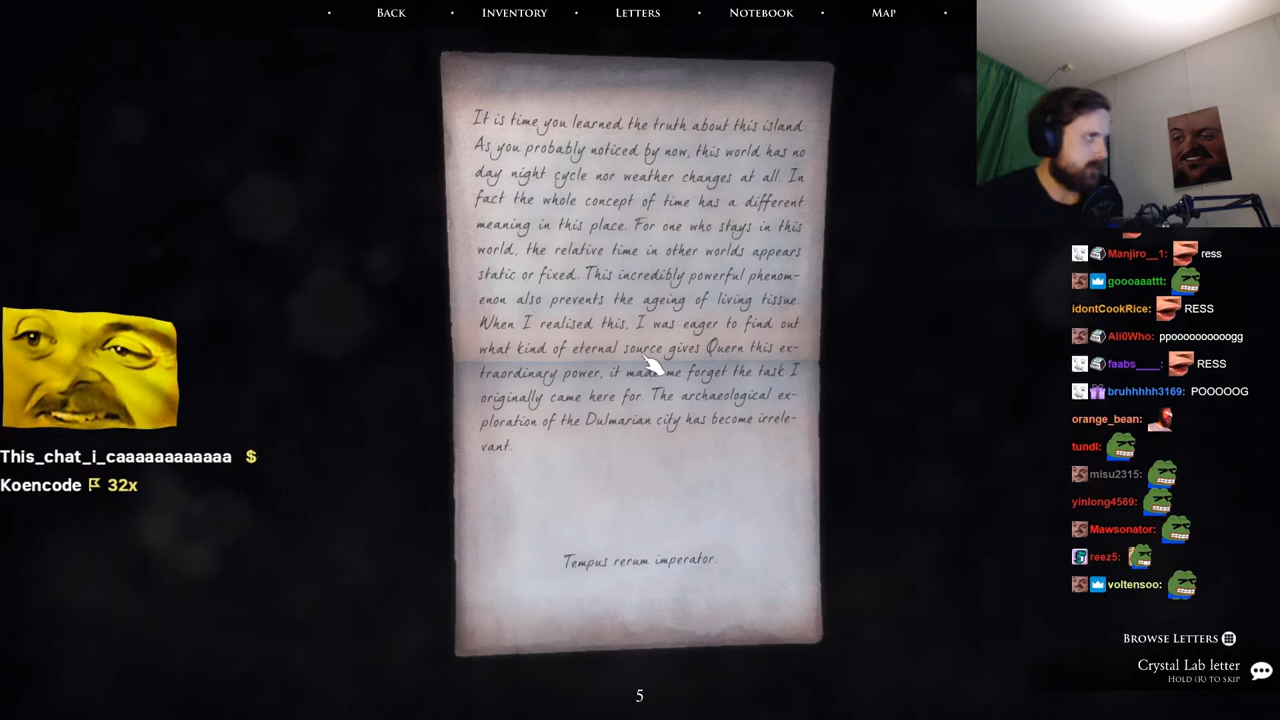 BACK
INVENTORY
LETTERS
NOTEBOOK
MAP
It is time you learned the truth about this island.
As you probably noticed by now, this world has no
day night cycle nor weather changes at all. In
fact the whole concept of time has a different
meaning in this place. For one who stays in this
world, the relative time in other worlds appears
static or fixed. This incredibly powerful phenom-
enon also prevents the ageing of living tissue.
When I realised this, I was eager to find out
what kind of eternal source gives Quern this ex-
traordinary power, it made me forget the task I
originally came here for. The archaeological ex-
ploration of the Dulmarian city has become irrele-
vant.
Tempus rerum imperator.
5
This_chat_i_caaaaaaaaaaaa $
Koencode 32x
Manjiro__1: ress
goooaaattt:
idontCookRice: RESS
Ali0Who: ppooooooooogg
faabs____: RESS
bruhhhhh3169: POOOOOG
orange_bean:
tundl:
misu2315:
yinlong4569:
Mawsonator:
reez5:
voltensoo:
BROWSE LETTERS
Crystal Lab letter
HOLD (R) TO SKIP